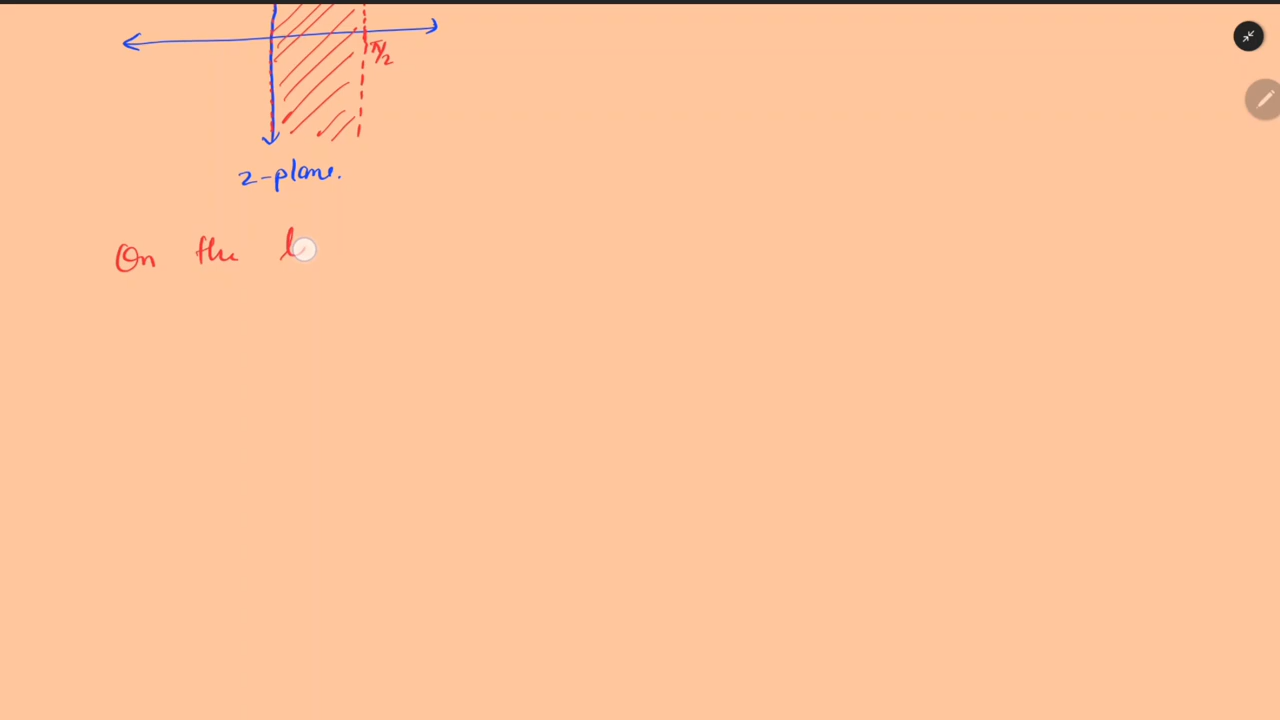 π/2
z-plane.
On the